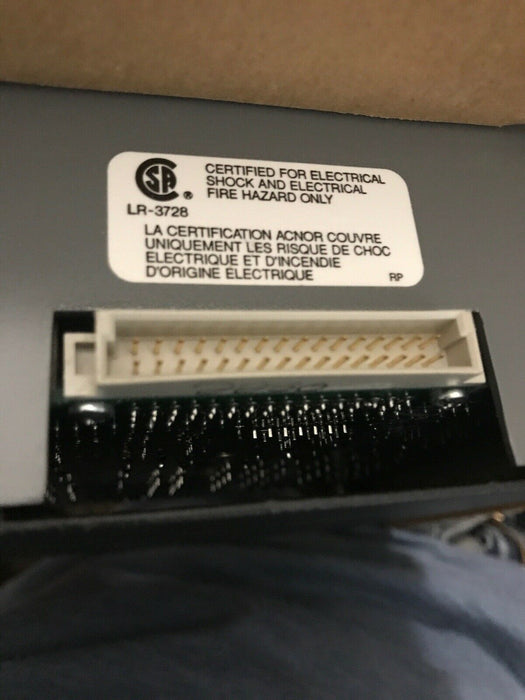 SA ®
LR-3728
CERTIFIED FOR ELECTRICAL
SHOCK AND ELECTRICAL
FIRE HAZARD ONLY
LA CERTIFICATION ACNOR COUVRE
UNIQUEMENT LES RISQUE DE CHOC
ELECTRIQUE ET D'INCENDIE
D'ORIGINE ELECTRIQUE
RP